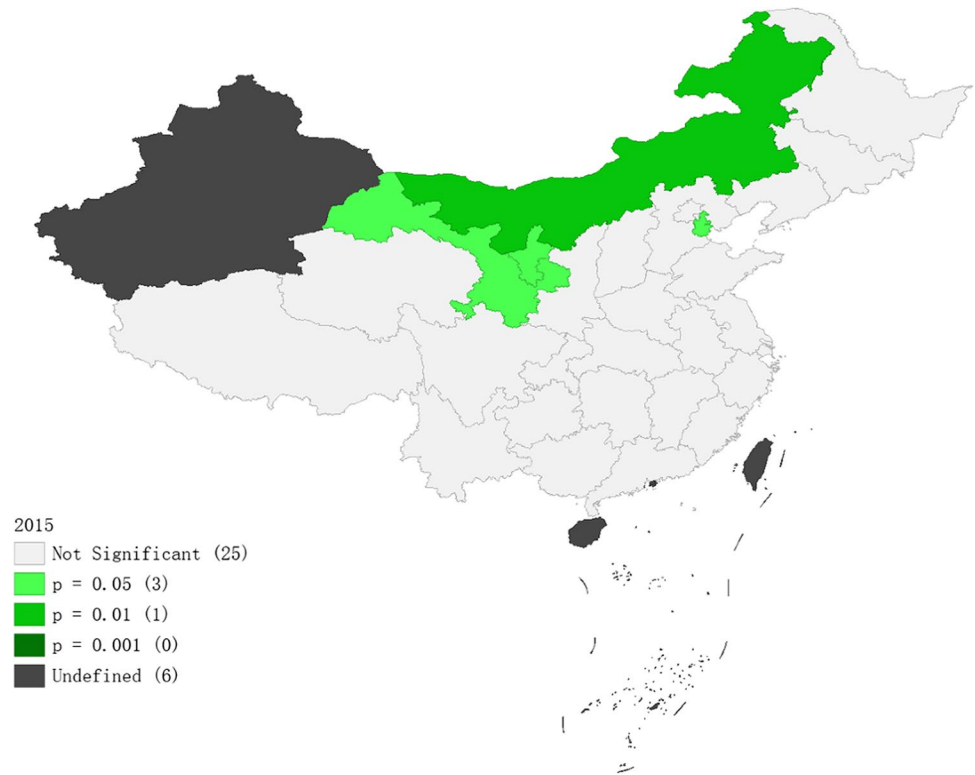 2015
Not Significant (25)
p = 0.05 (3)
p = 0.01 (1)
p = 0.001 (0)
Undefined (6)